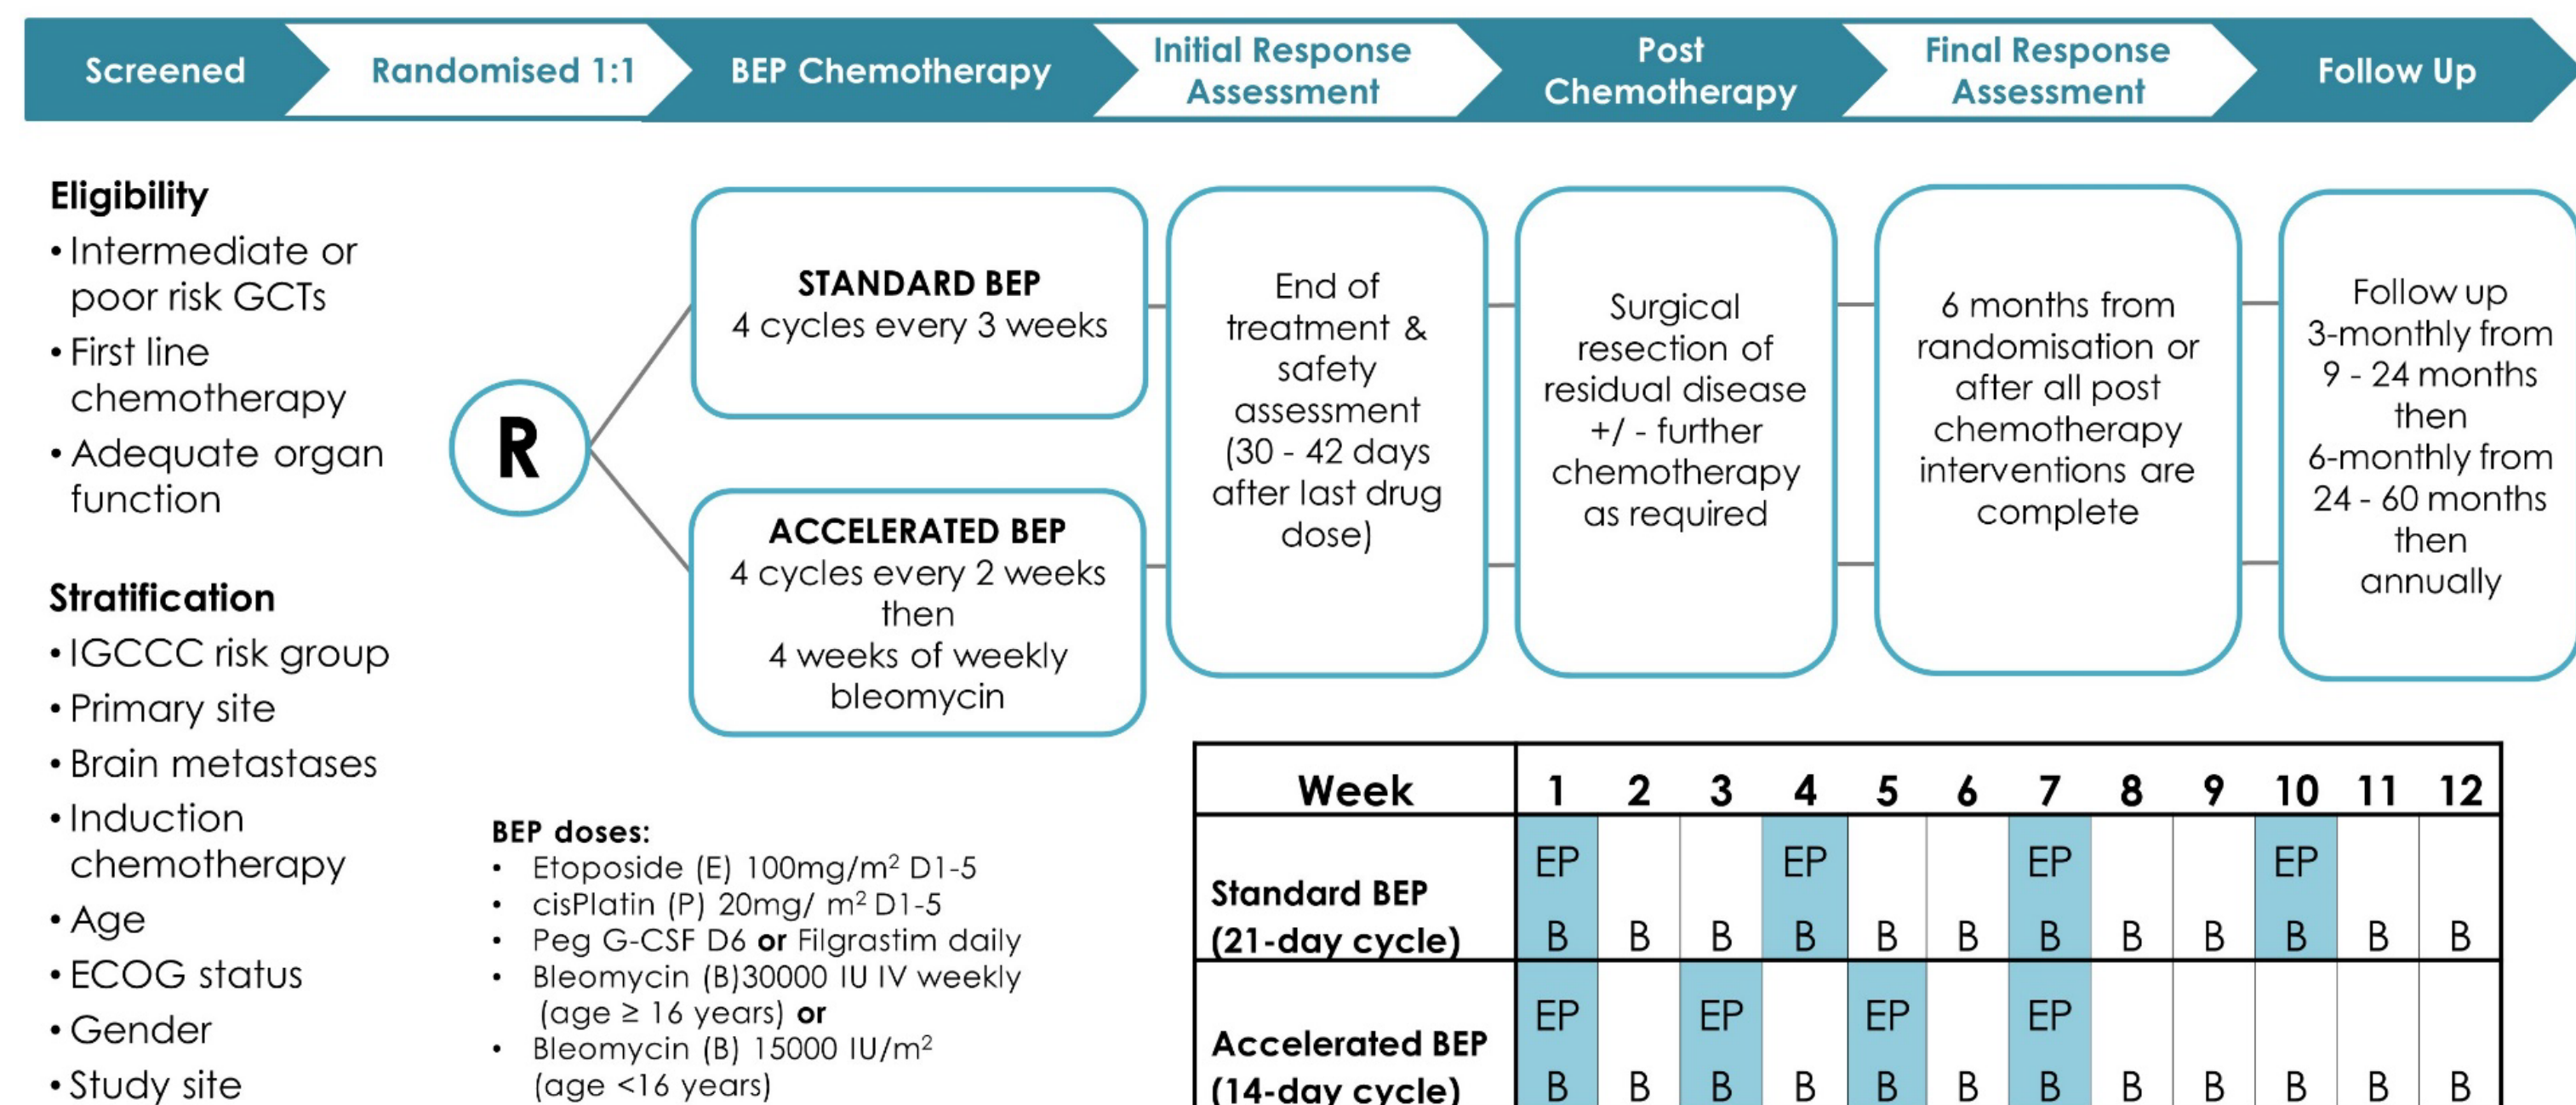 Screened
Randomised 1:1
BEP Chemotherapy
Initial Response
Assessment
Post
Chemotherapy
Final Response
Assessment
Follow Up
Eligibility
• Intermediate or
poor risk GCTs
• First line
chemotherapy
• Adequate organ
function
Stratification
• IGCCC risk group
• Primary site
• Brain metastases
• Induction
chemotherapy
• Age
• ECOG status
• Gender
• Study site
R
STANDARD BEP
4 cycles every 3 weeks
ACCELERATED BEP
4 cycles every 2 weeks
then
4 weeks of weekly
bleomycin
End of
treatment &
safety
assessment
(30 - 42 days
after last drug
dose)
Surgical
resection of
residual disease
+/ - further
chemotherapy
as required
6 months from
randomisation or
after all post
chemotherapy
interventions are
complete
Follow up
3-monthly from
9 - 24 months
then
6-monthly from
24 - 60 months
then
annually
BEP doses:
• Etoposide (E) 100mg/m² D1-5
• cisPlatin (P) 20mg/ m² D1-5
• Peg G-CSF D6 or Filgrastim daily
• Bleomycin (B)30000 IU IV weekly
(age ≥ 16 years) or
• Bleomycin (B) 15000 IU/m²
(age <16 years)
Week 1 2 3 4 5 6 7 8 9 10 11 12
EP EP EP EP
Standard BEP
(21-day cycle) B B B B B B B B B B B B
EP EP EP EP
Accelerated BEP
(14-day cycle) B B B B B B B B B B B B